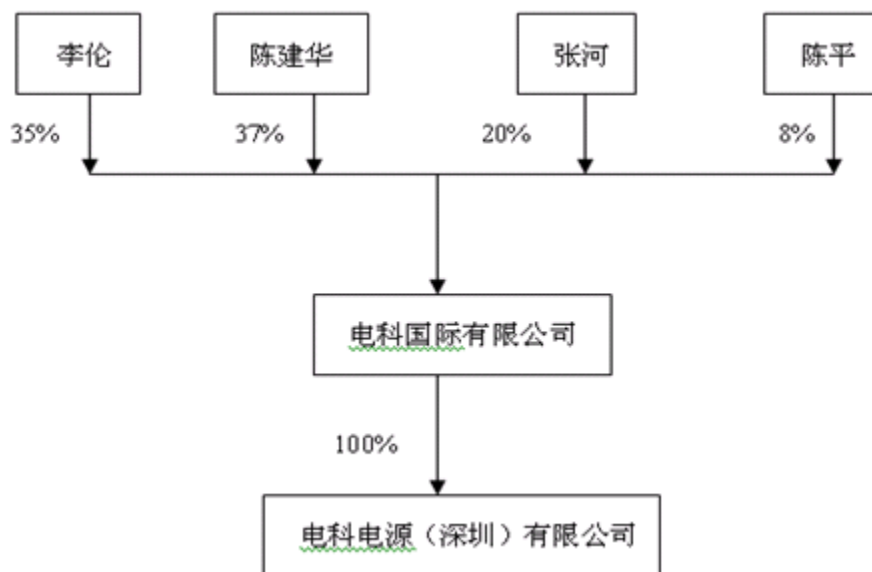 李伦
陈建华
张河
陈平
35%
37%
20%
8%
电科国际有限公司
100%
电科电源（深圳）有限公司